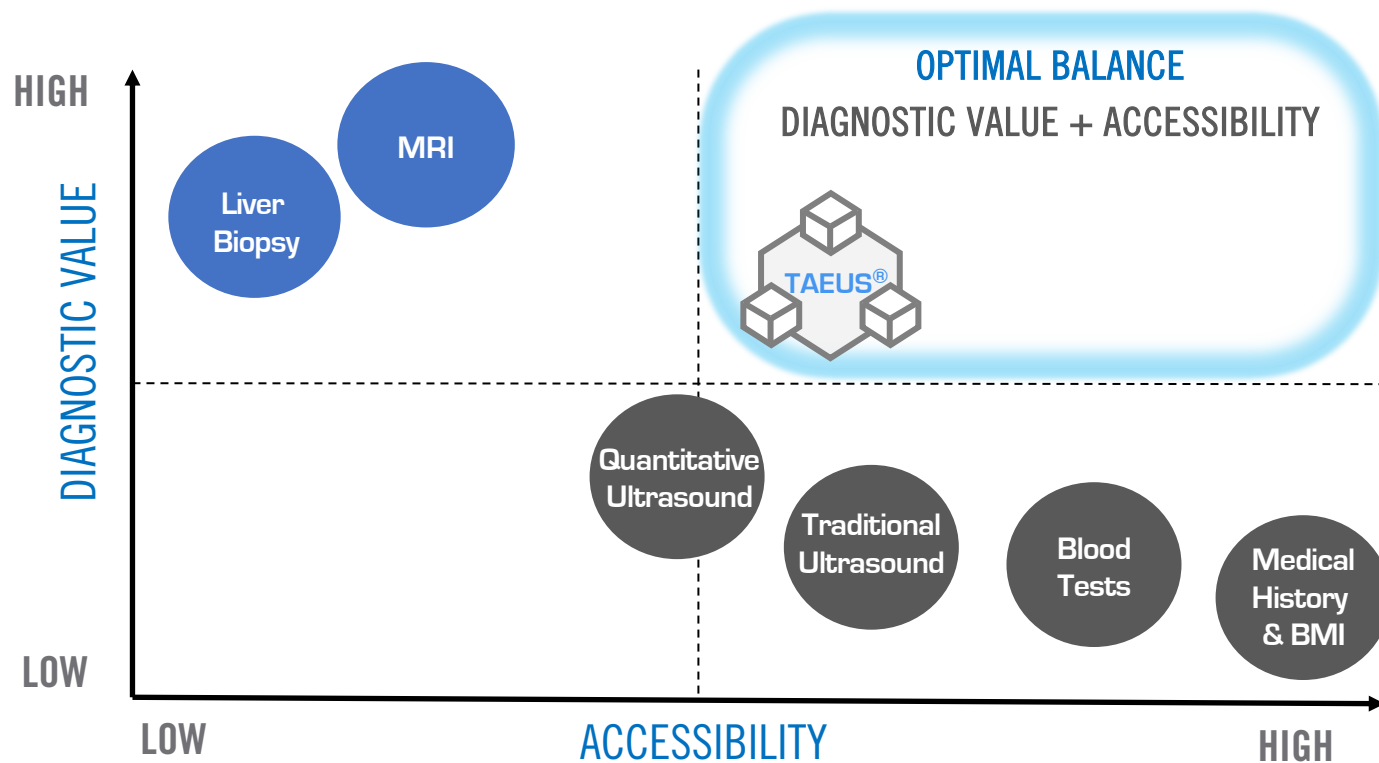 OPTIMAL BALANCE
DIAGNOSTIC VALUE + ACCESSIBILITY
HIGH
DIAGNOSTIC VALUE
LOW
MRI
Liver
Biopsy
TAEUS®
Quantitative
Ultrasound
Traditional
Ultrasound
Blood
Tests
Medical
History
& BMI
LOW
ACCESSIBILITY
HIGH